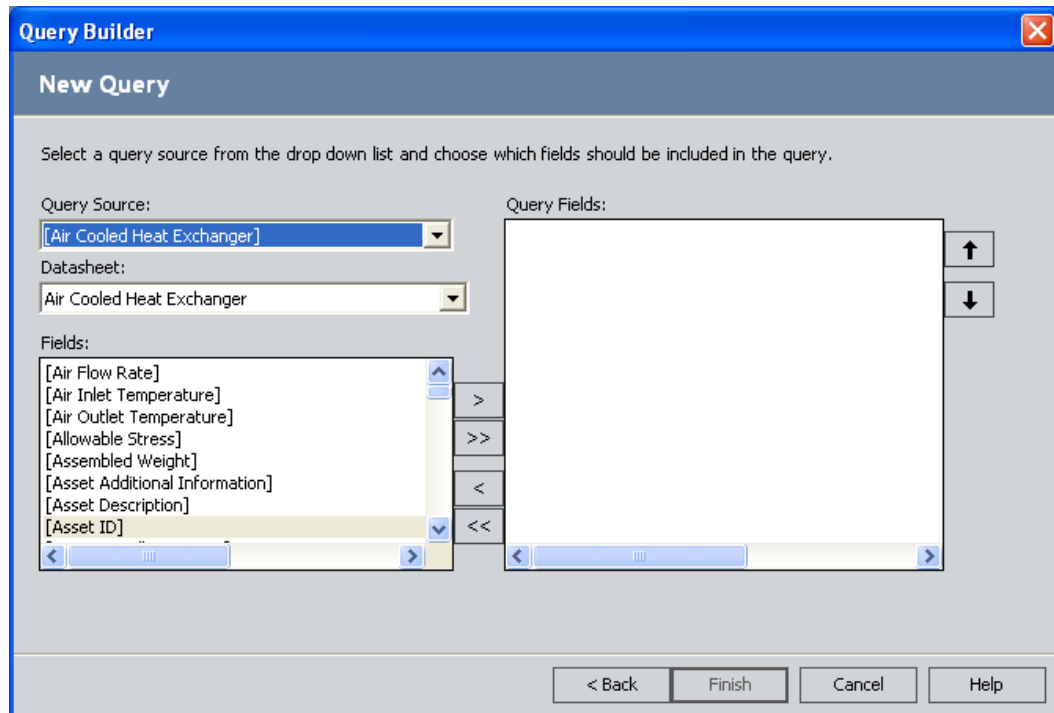 Query Builder
New Query
Select a query source from the drop down list and choose which fields should be included in the query.
Query Source:
[Air Cooled Heat Exchanger]
Datasheet:
Air Cooled Heat Exchanger
Fields:
[Air Flow Rate]
[Air Inlet Temperature]
[Air Outlet Temperature]
[Allowable Stress]
[Assembled Weight]
[Asset Additional Information]
[Asset Description]
[Asset ID]
>
>>
<
<<
Query Fields:
< Back
Finish
Cancel
Help